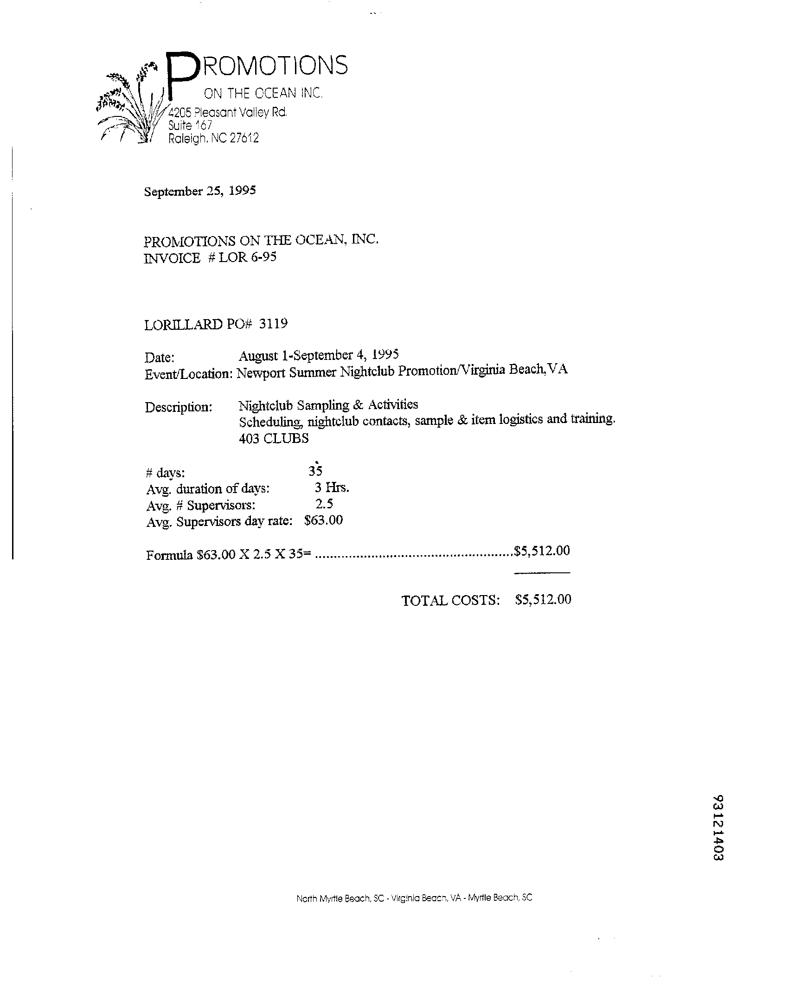 PROMOTIONS
ON THE OCEAN INC.
4205 Pleasant Valley Rd.
Suite 167
Raleigh, NC 27612
September 25, 1995
PROMOTIONS ON THE OCEAN, INC.
INVOICE # LOR 6-95
LORILLARD PO# 3119
Date: August 1-September 4, 1995
Event/Location: Newport Summer Nightclub Promotion/Virginia Beach, VA
Description: Nightclub Sampling & Activities
Scheduling, nightclub contacts, sample & item logistics and training.
403 CLUBS
# days: 35
Avg. duration of days: 3 Hrs.
Avg. # Supervisors: 2.5
Avg. Supervisors day rate: $63.00
Formula $63.00 X 2.5 X 35= .....................................................$5,512.00
TOTAL COSTS: $5,512.00
93121403
North Myrtle Beach, SC - Virginia Beach, VA - Myrtle Beach, SC